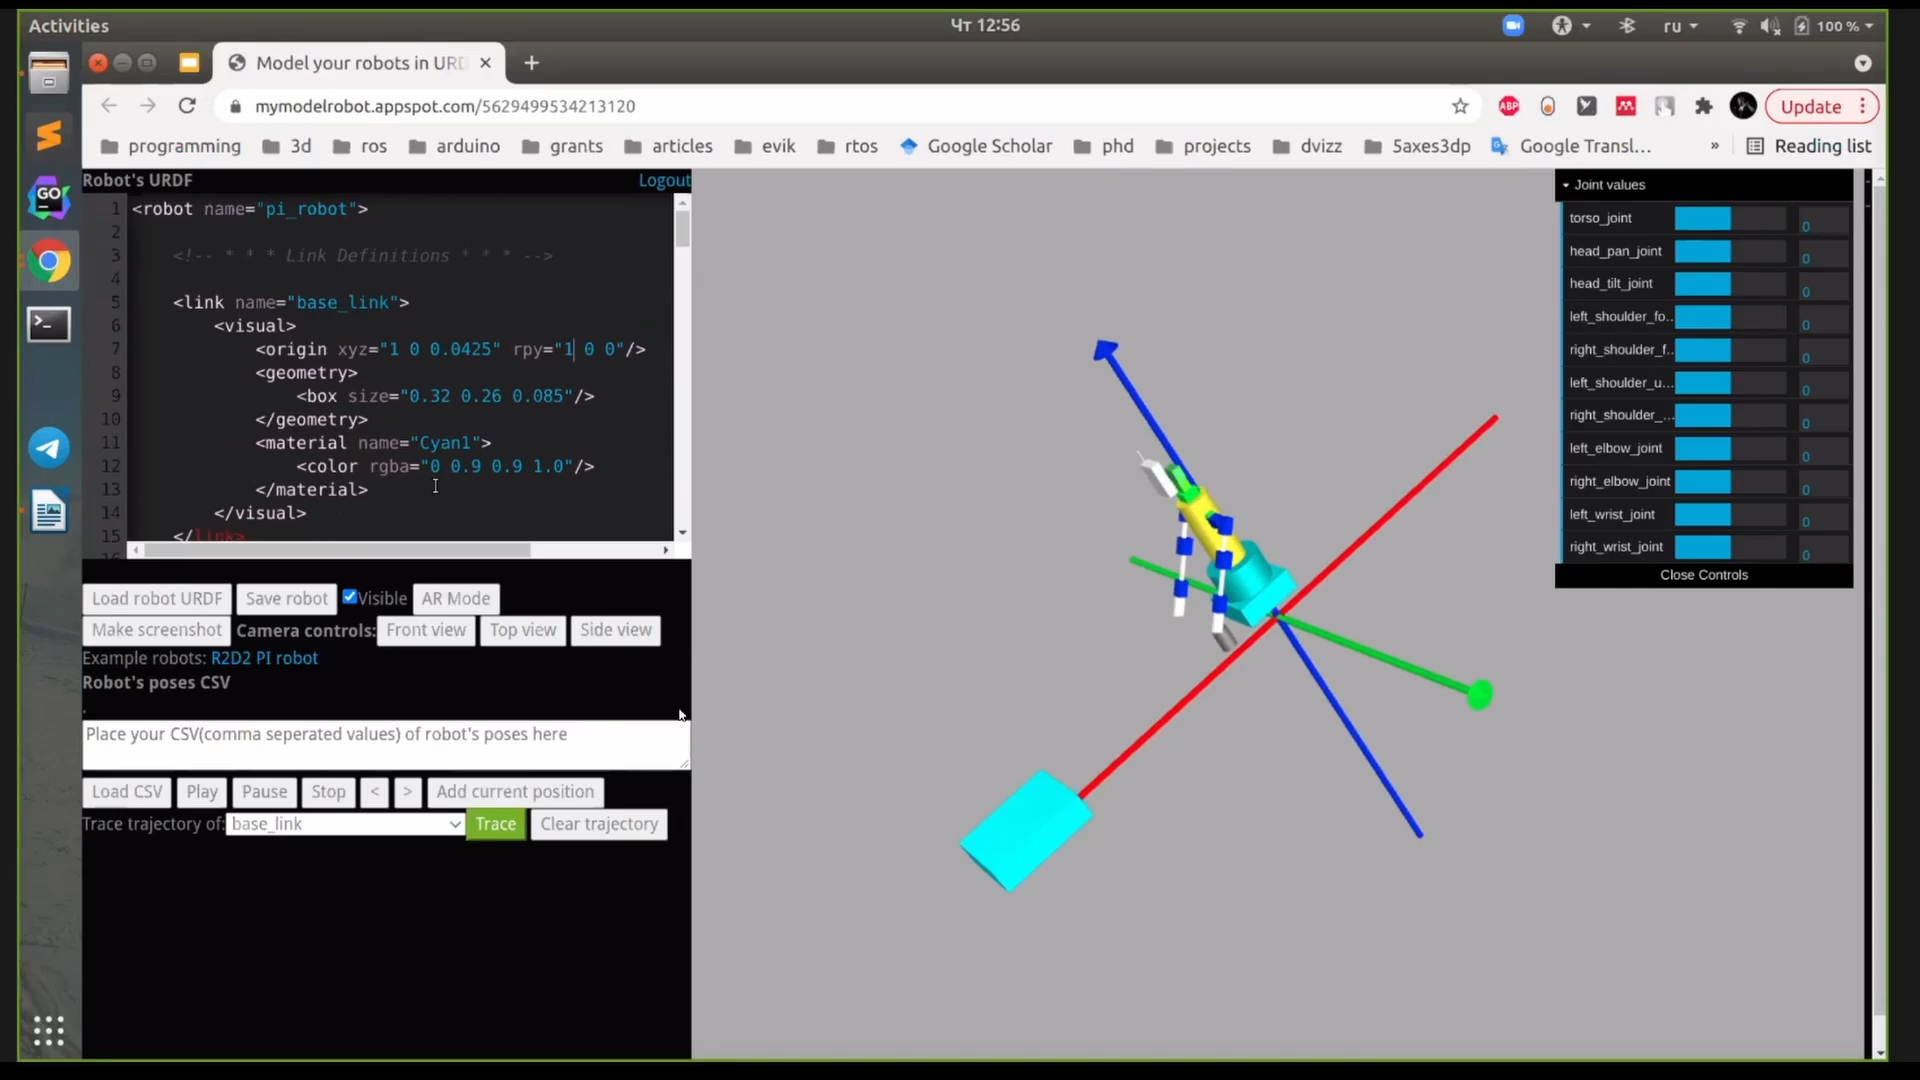 Activities
Чт 12:56
ru
100 %
Model your robots in URD
mymodelrobot.appspot.com/5629499534213120
ABP
Update
programming
3d
ros
arduino
grants
articles
evik
rtos
Google Scholar
phd
projects
dvizz
5axes3dp
Google Transl...
»
Reading list
GO
Robot's URDF
Logout
1 <robot name="pi_robot">
2
3 <!-- * * * Link Definitions * * * -->
4
5 <link name="base_link">
6 <visual>
7 <origin xyz="1 0 0.0425" rpy="1 0 0"/>
8 <geometry>
9 <box size="0.32 0.26 0.085"/>
10 </geometry>
11 <material name="Cyan1">
12 <color rgba="0 0.9 0.9 1.0"/>
13 </material>
14 </visual>
15 </link>
16
Load robot URDF
Save robot
Visible
AR Mode
Make screenshot
Camera controls:
Front view
Top view
Side view
Example robots: R2D2 PI robot
Robot's poses CSV
Place your CSV(comma seperated values) of robot's poses here
Load CSV
Play
Pause
Stop
<
>
Add current position
Trace trajectory of:
base_link
Trace
Clear trajectory
Joint values
torso_joint 0
head_pan_joint 0
head_tilt_joint 0
left_shoulder_fo.. 0
right_shoulder_f.. 0
left_shoulder_u... 0
right_shoulder_... 0
left_elbow_joint 0
right_elbow_joint 0
left_wrist_joint 0
right_wrist_joint 0
Close Controls